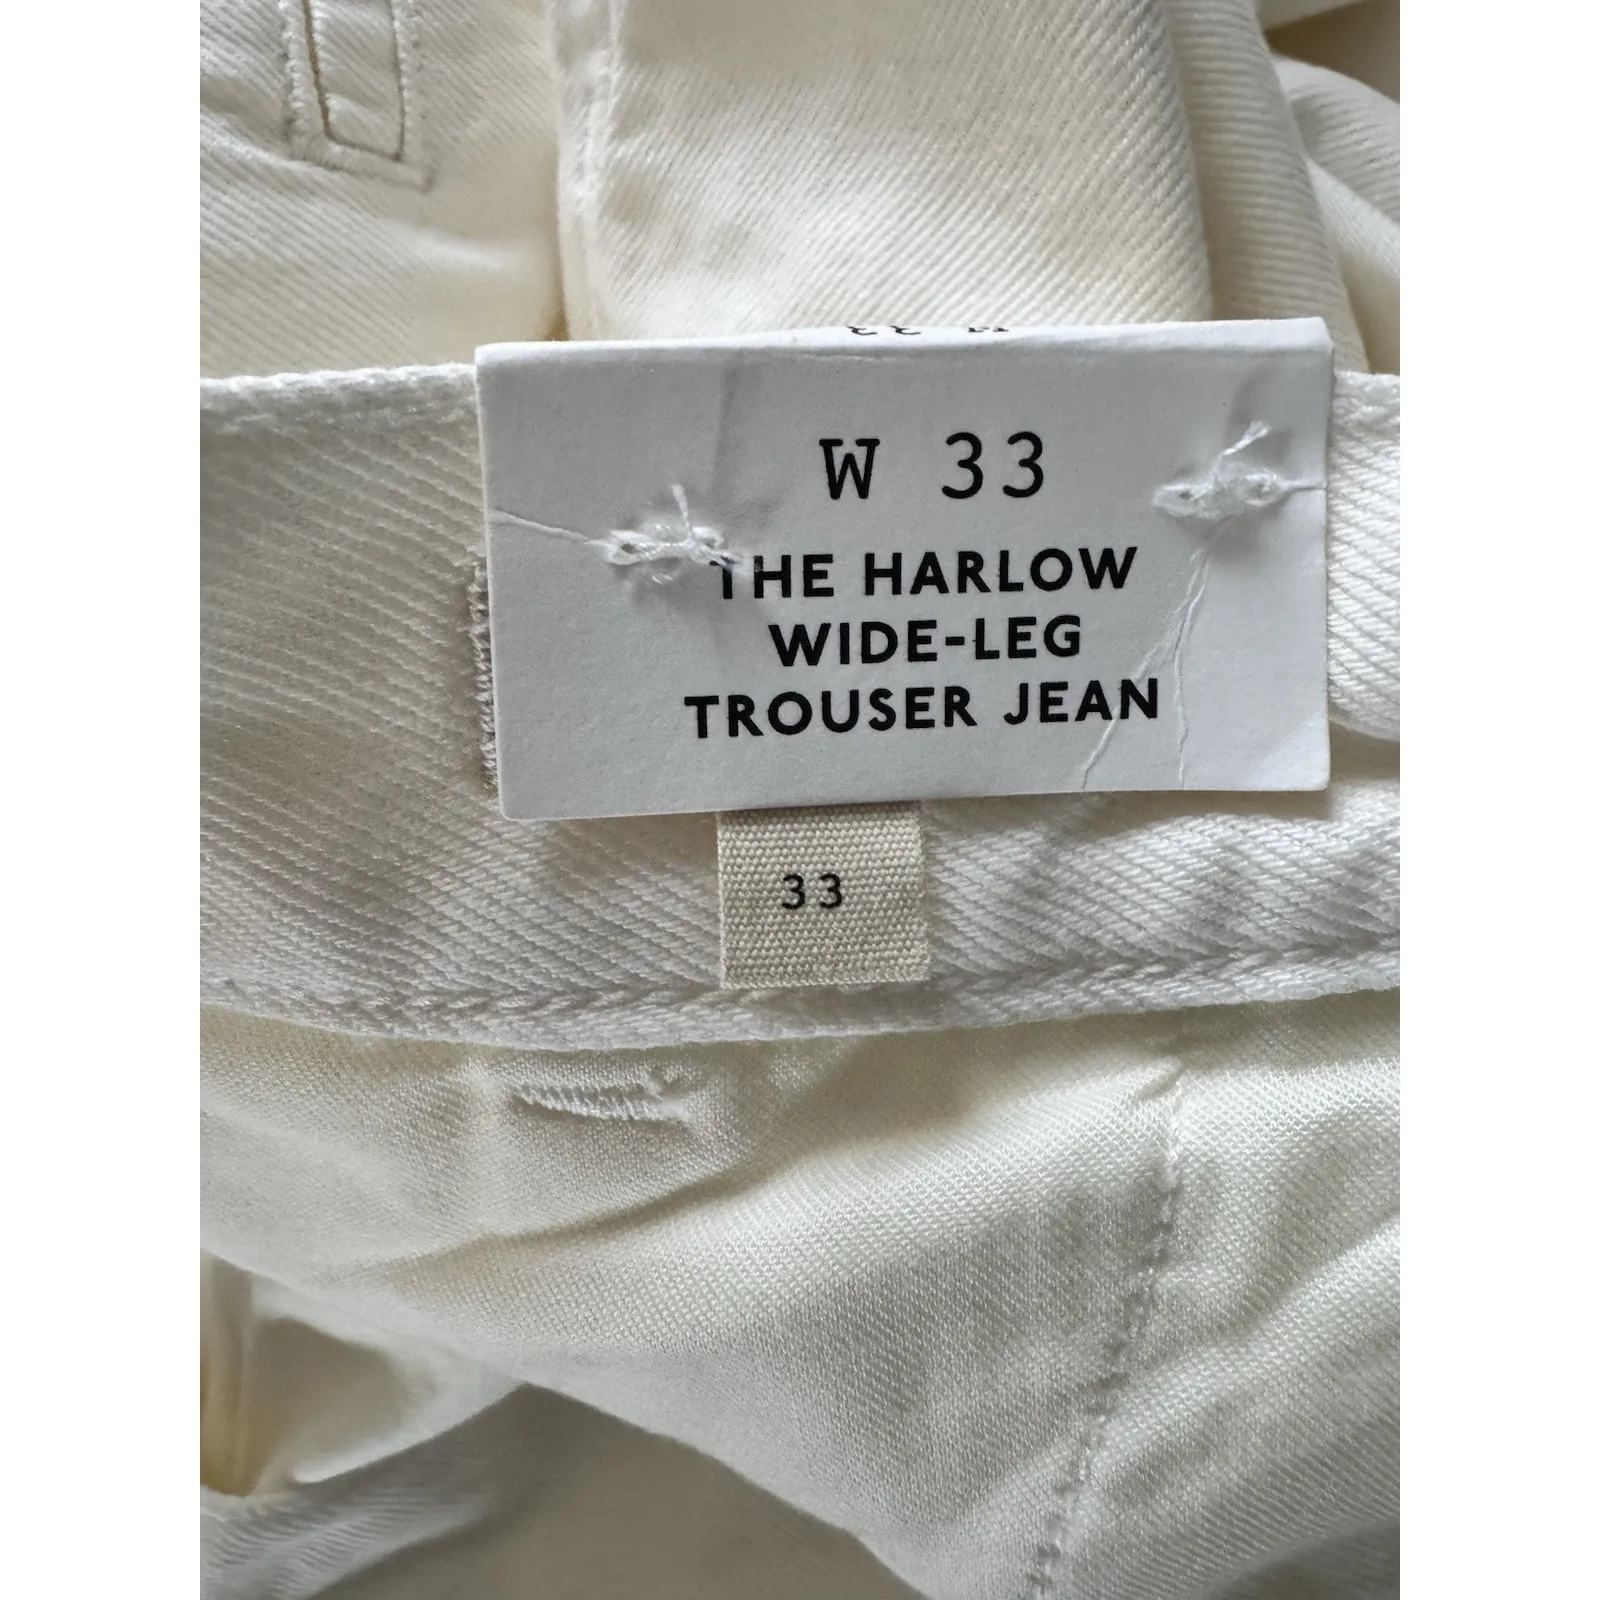 W 33
THE HARLOW
WIDE-LEG
TROUSER JEAN
33